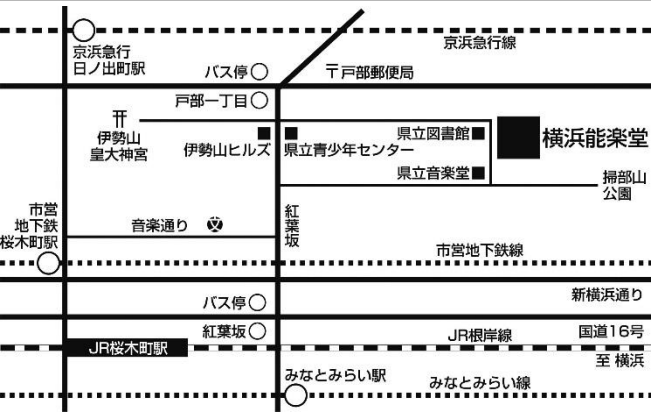 京浜急行線
京浜急行
日ノ出町駅
バス停
〒戸部郵便局
戸部一丁目
伊勢山
皇大神宮
伊勢山ヒルズ
県立青少年センター
県立図書館
横浜能楽堂
県立音楽堂
掃部山
公園
市営
地下鉄
桜木町駅
音楽通り
紅葉坂
市営地下鉄線
新横浜通り
バス停
紅葉坂
JR根岸線
国道16号
JR桜木町駅
至 横浜
みなとみらい駅
みなとみらい線